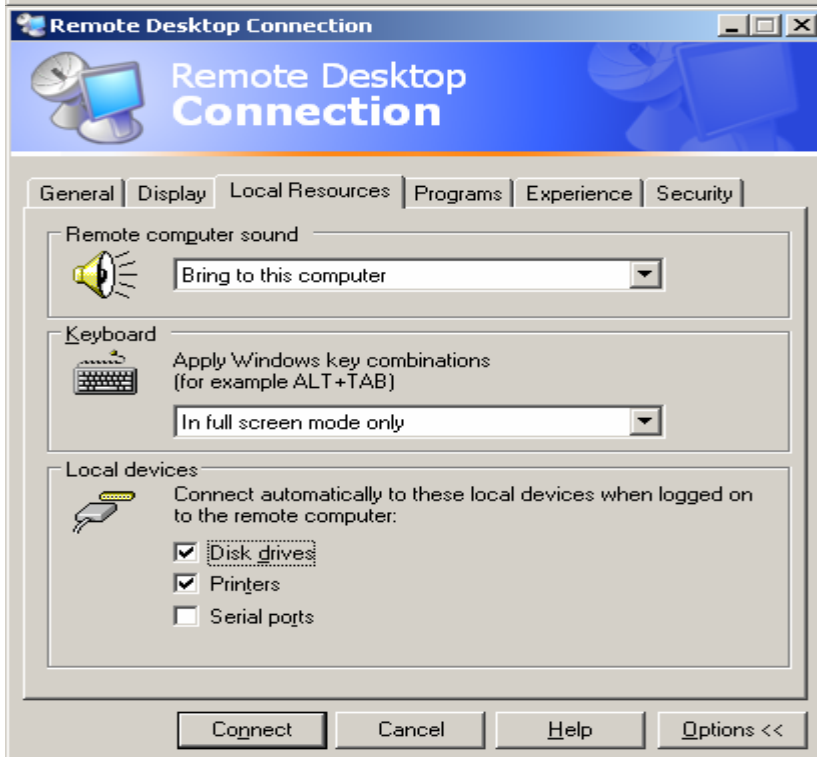 Remote Desktop Connection
Remote Desktop
Connection
General Display Local Resources Programs Experience Security
Remote computer sound
Bring to this computer
Keyboard
Apply Windows key combinations
(for example ALT+TAB)
In full screen mode only
Local devices
Connect automatically to these local devices when logged on
to the remote computer:
Disk drives
Printers
Serial ports
Connect Cancel Help Options <<